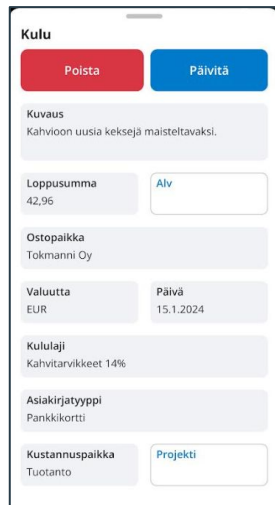 Kulu
Poista Päivitä
Kuvaus
Kahvioon uusia keksejä maisteltavaksi.
Loppusumma Alv
42,96
Ostopaikka
Tokmanni Oy
Valuutta Päivä
EUR 15.1.2024
Kululaji
Kahvitarvikkeet 14%
Asiakirjatyyppi
Pankkikortti
Kustannuspaikka Projekti
Tuotanto